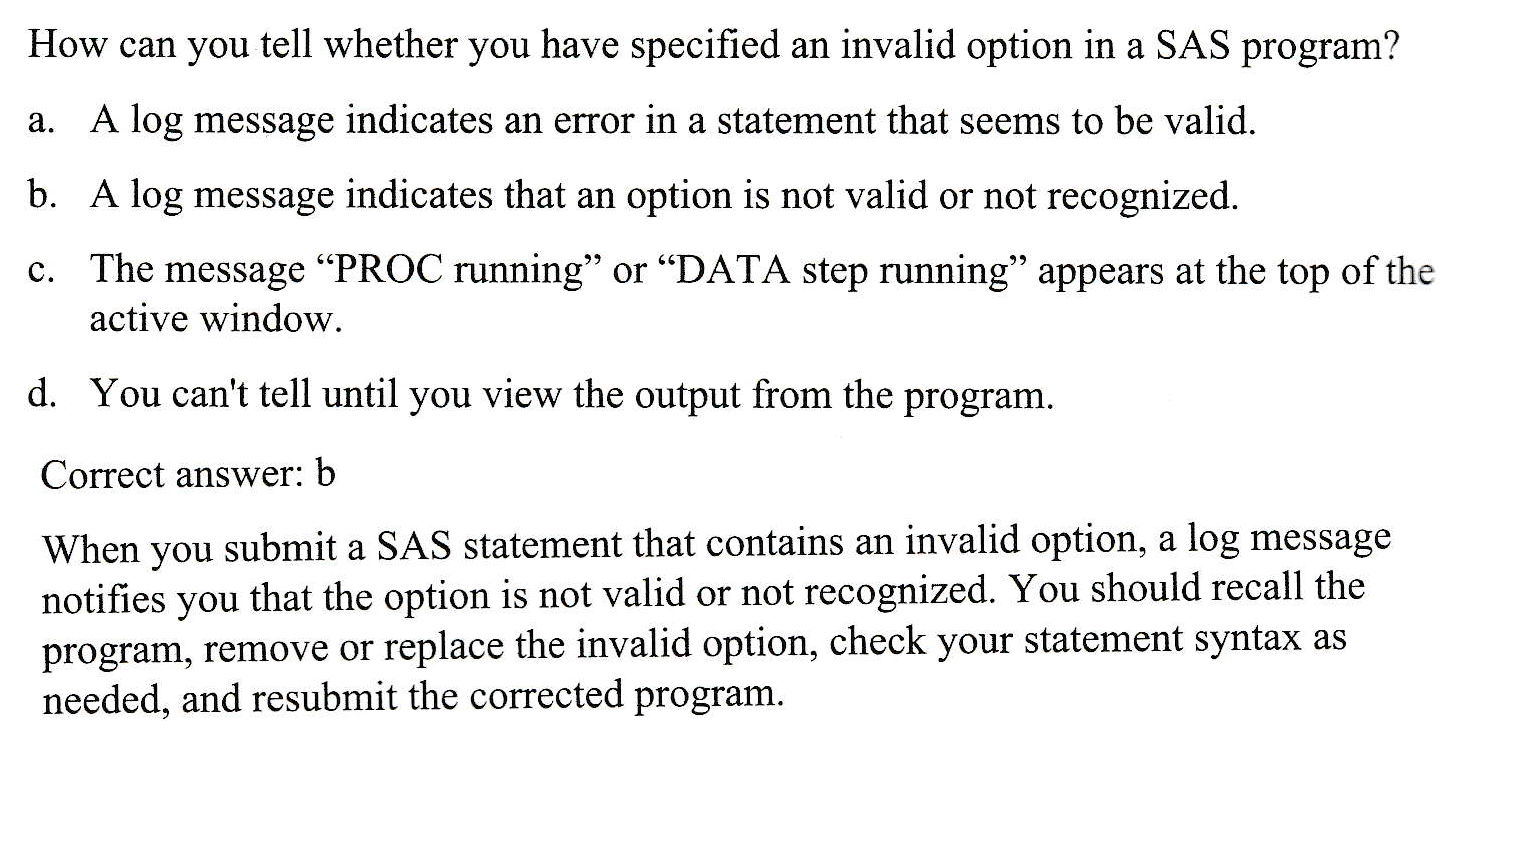 How can you tell whether you have specified an invalid option in a SAS program?
a. A log message indicates an error in a statement that seems to be valid.
b. A log message indicates that an option is not valid or not recognized.
c. The message “PROC running” or “DATA step running” appears at the top of the
active window.
d. You can't tell until you view the output from the program.
Correct answer: b
When you submit a SAS statement that contains an invalid option, a log message
notifies you that the option is not valid or not recognized. You should recall the
program, remove or replace the invalid option, check your statement syntax as
needed, and resubmit the corrected program.